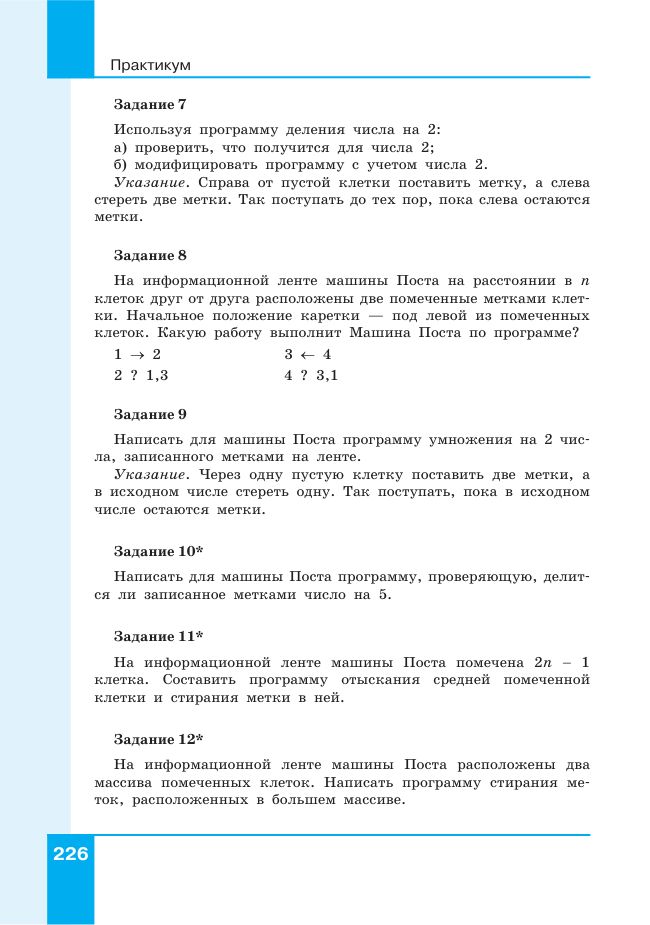 Практикум
Задание 7
Используя программу деления числа на 2:
а) проверить, что получится для числа 2;
б) модифицировать программу с учетом числа 2.
Указание. Справа от пустой клетки поставить метку, а слева
стереть две метки. Так поступать до тех пор, пока слева остаются
метки.
Задание 8
На информационной ленте машины Поста на расстоянии в n
клеток друг от друга расположены две помеченные метками клет-
ки. Начальное положение каретки — под левой из помеченных
клеток. Какую работу выполнит Машина Поста по программе?
1 → 2 3 ← 4
2 ? 1,3 4 ? 3,1
Задание 9
Написать для машины Поста программу умножения на 2 чис-
ла, записанного метками на ленте.
Указание. Через одну пустую клетку поставить две метки, а
в исходном числе стереть одну. Так поступать, пока в исходном
числе остаются метки.
Задание 10*
Написать для машины Поста программу, проверяющую, делит-
ся ли записанное метками число на 5.
Задание 11*
На информационной ленте машины Поста помечена 2n – 1
клетка. Составить программу отыскания средней помеченной
клетки и стирания метки в ней.
Задание 12*
На информационной ленте машины Поста расположены два
массива помеченных клеток. Написать программу стирания ме-
ток, расположенных в большем массиве.
226